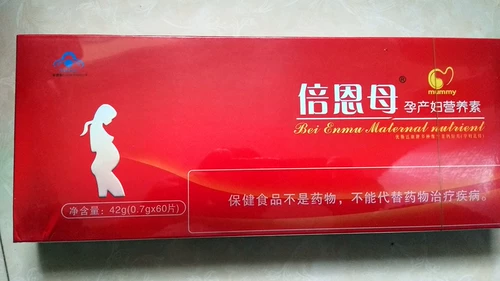 mummy
倍恩母®
孕产妇营养素
Bei Enmu Maternal nutrient
保健食品不是药物，不能代替药物治疗疾病。
净含量：42g(0.7gx60片)